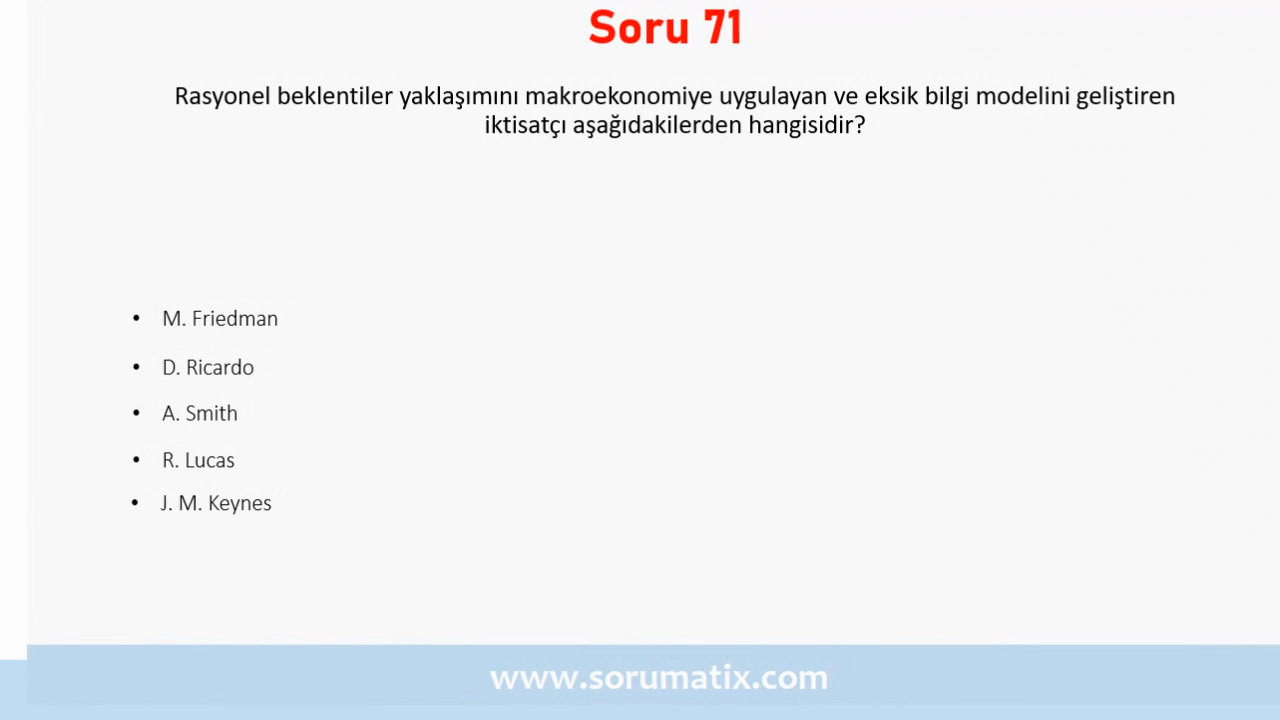 Soru 71
Rasyonel beklentiler yaklaşımını makroekonomiye uygulayan ve eksik bilgi modelini geliştiren
iktisatçı aşağıdakilerden hangisidir?
• M. Friedman
• D. Ricardo
• A. Smith
• R. Lucas
• J. M. Keynes
www.sorumatix.com